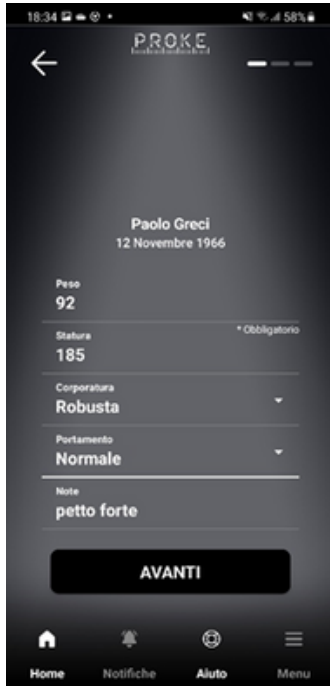 18:34
58%
PROKE
Paolo Greci
12 Novembre 1966
Peso
92
* Obbligatorio
Statura
185
Corporatura
Robusta
Portamento
Normale
Note
petto forte
AVANTI
Home Notifiche Aiuto Menu